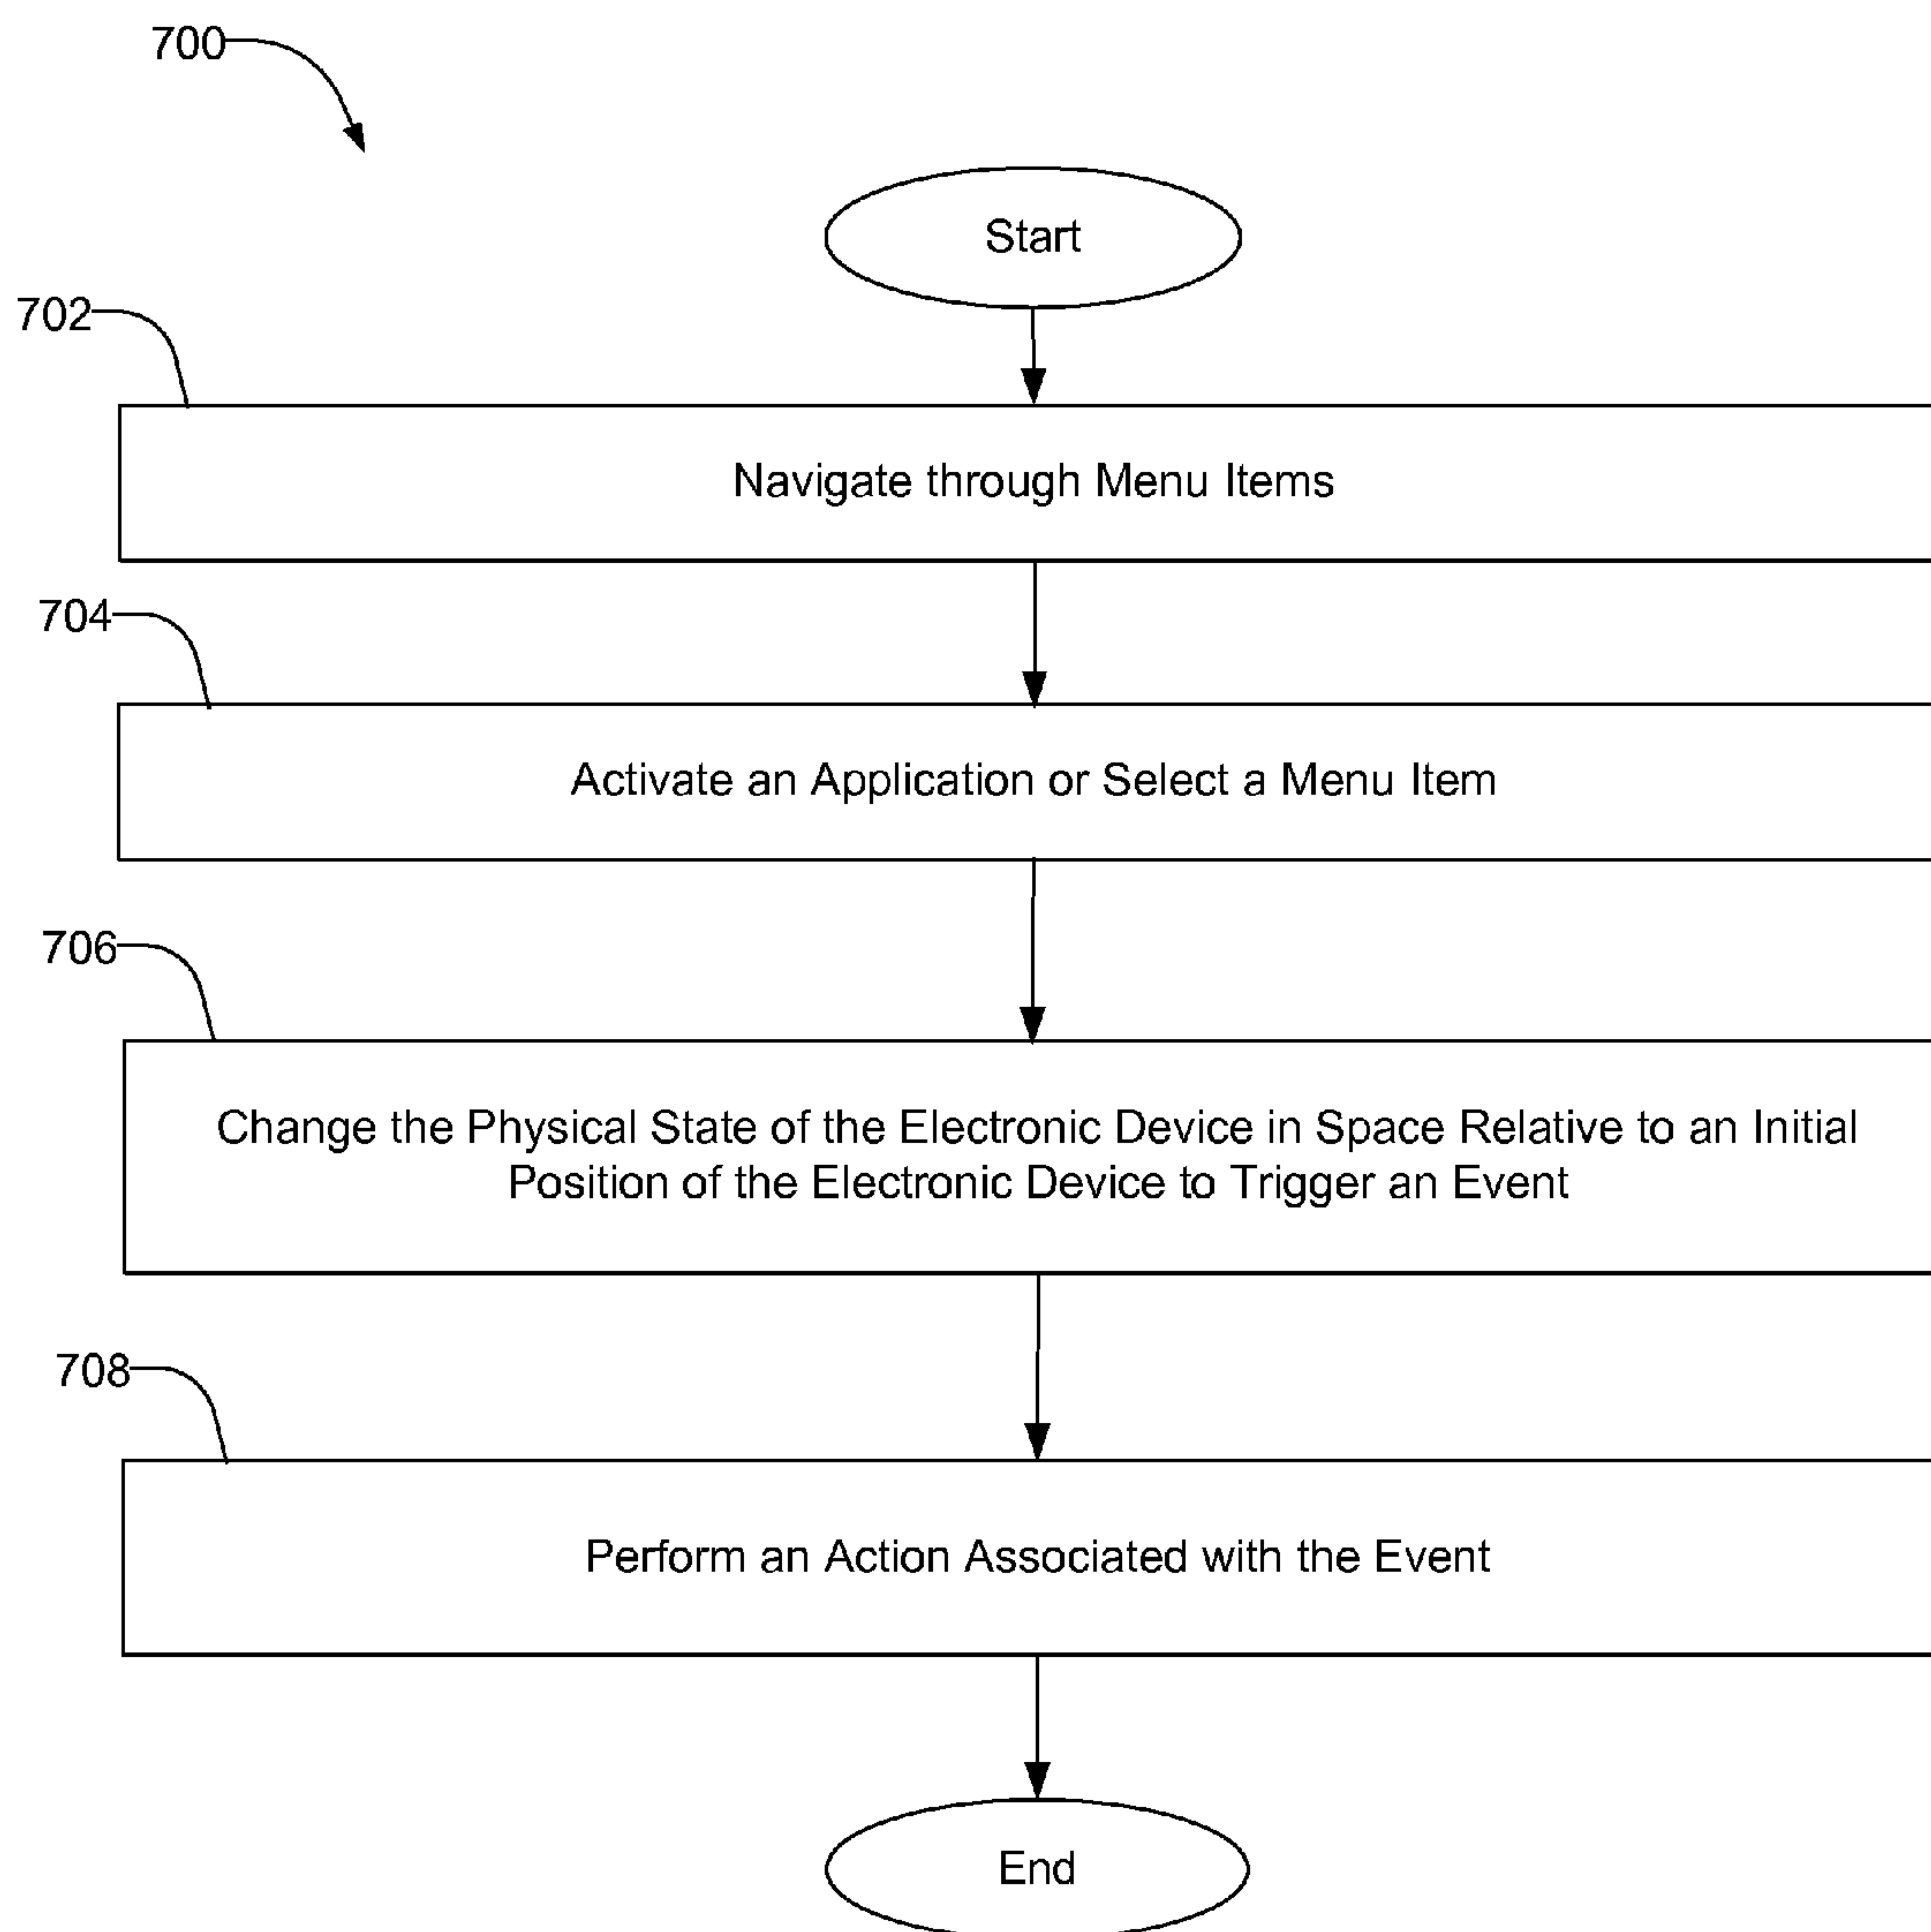 700
Start
702
Navigate through Menu Items
704
Activate an Application or Select a Menu Item
706
Change the Physical State of the Electronic Device in Space Relative to an Initial
Position of the Electronic Device to Trigger an Event
708
Perform an Action Associated with the Event
End